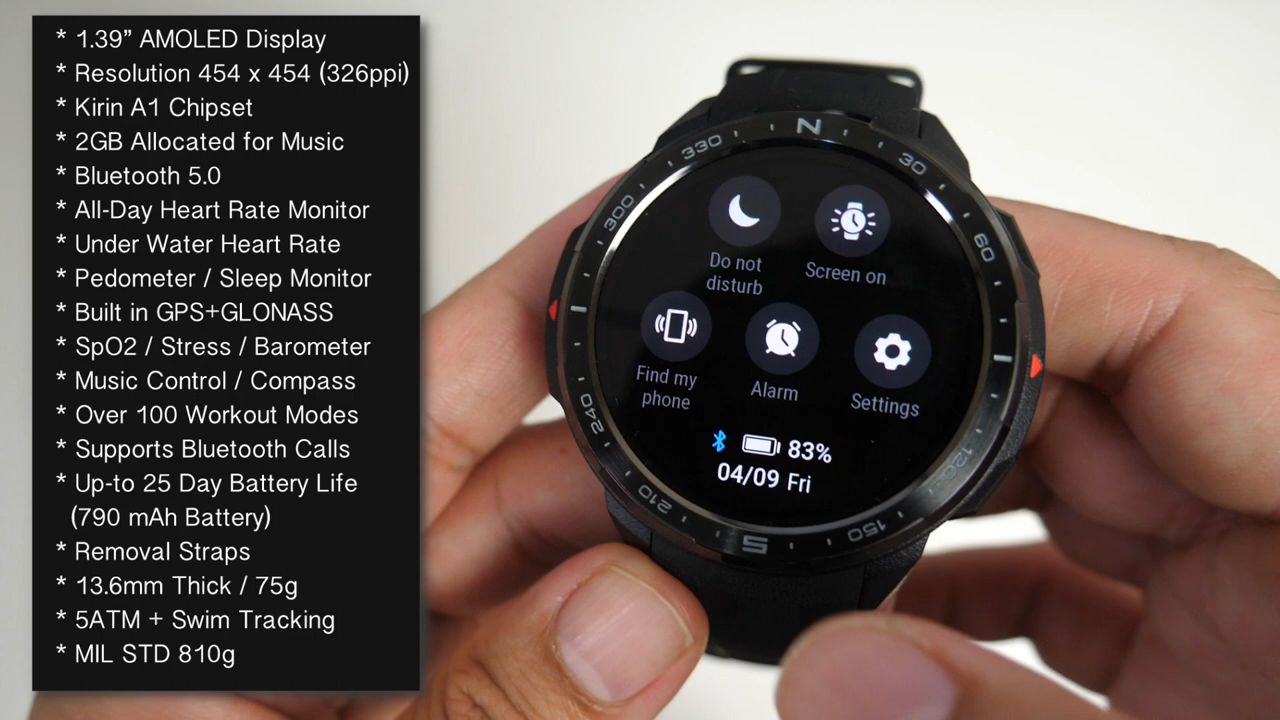 * 1.39” AMOLED Display
* Resolution 454 x 454 (326ppi)
* Kirin A1 Chipset
* 2GB Allocated for Music
* Bluetooth 5.0
* All-Day Heart Rate Monitor
* Under Water Heart Rate
* Pedometer / Sleep Monitor
* Built in GPS+GLONASS
* SpO2 / Stress / Barometer
* Music Control / Compass
* Over 100 Workout Modes
* Supports Bluetooth Calls
* Up-to 25 Day Battery Life
(790 mAh Battery)
* Removal Straps
* 13.6mm Thick / 75g
* 5ATM + Swim Tracking
* MIL STD 810g
N
30
60
120
150
S
210
240
300
330
Do not
disturb
Screen on
Find my
phone
Alarm
Settings
83%
04/09 Fri